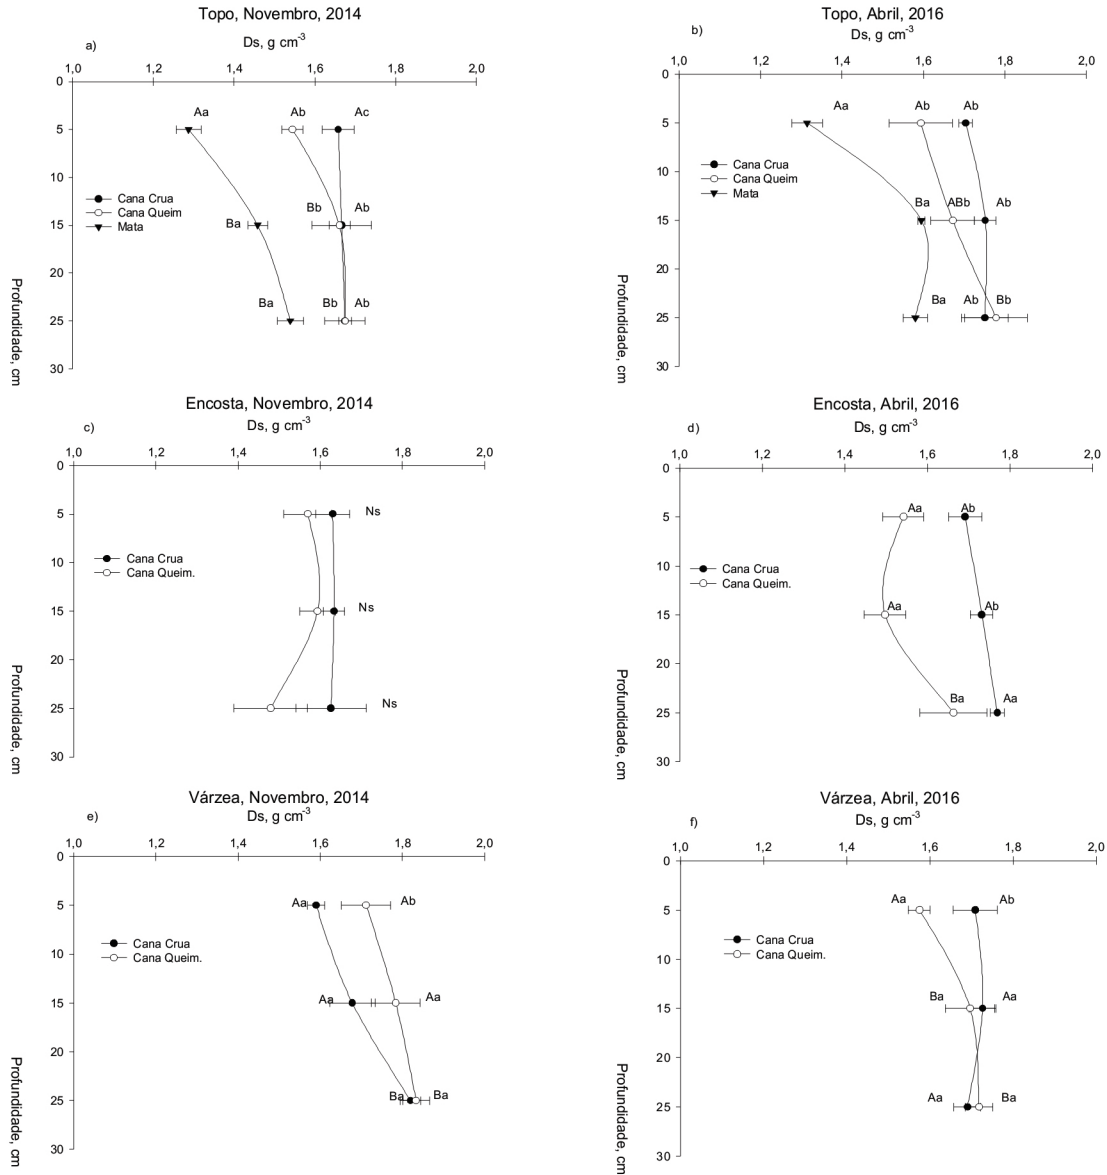 Topo, Novembro, 2014
a)
Ds, g cm-3
1,0 1,2 1,4 1,6 1,8 2,0
0
5
10
15
20
25
30
Profundidade, cm
Aa Ab Ac
Cana Crua
Cana Queim
Mata
Ba Bb Ab
Ba Bb Ab
Topo, Abril, 2016
b)
Ds, g cm-3
1,0 1,2 1,4 1,6 1,8 2,0
0
5
10
15
20
25
30
Profundidade, cm
Aa Ab Ab
Cana Crua
Cana Queim
Mata
Ba ABb Ab
Ba Ab Bb
Encosta, Novembro, 2014
c)
Ds, g cm-3
1,0 1,2 1,4 1,6 1,8 2,0
0
5
10
15
20
25
30
Profundidade, cm
Ns
Cana Crua
Cana Queim.
Ns
Ns
Encosta, Abril, 2016
d)
Ds, g cm-3
1,0 1,2 1,4 1,6 1,8 2,0
0
5
10
15
20
25
30
Profundidade, cm
Aa Ab
Cana Crua
Cana Queim.
Aa Ab
Ba Aa
Várzea, Novembro, 2014
e)
Ds, g cm-3
1,0 1,2 1,4 1,6 1,8 2,0
0
5
10
15
20
25
30
Profundidade, cm
Aa Ab
Cana Crua
Cana Queim.
Aa Aa
Ba Ba
Várzea, Abril, 2016
f)
Ds, g cm-3
1,0 1,2 1,4 1,6 1,8 2,0
0
5
10
15
20
25
30
Profundidade, cm
Aa Ab
Cana Crua
Cana Queim.
Ba Aa
Aa Ba